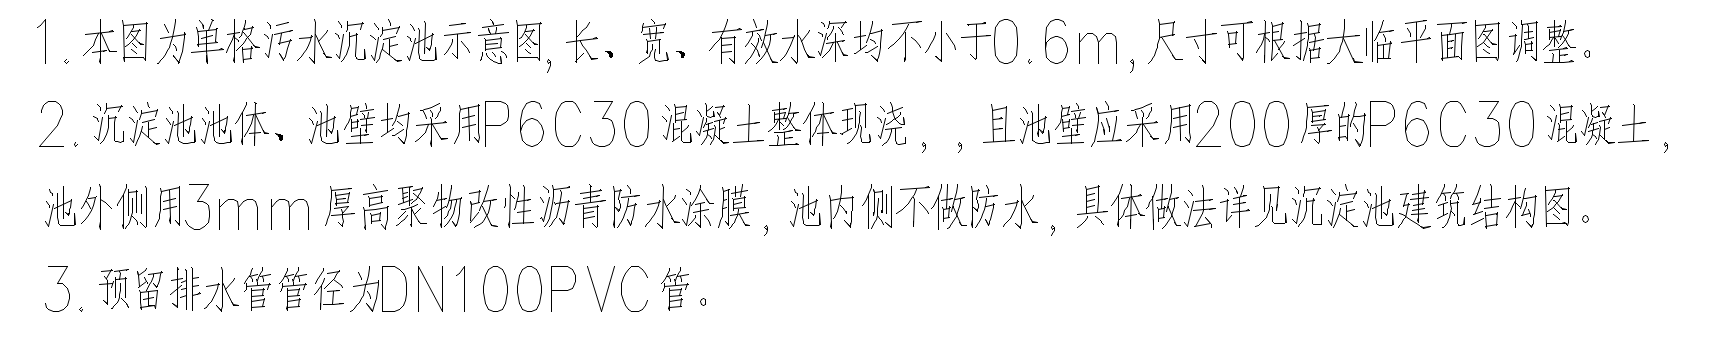 1.本图为单格污水沉淀池示意图,长、宽、有效水深均不小于0.6m,尺寸可根据大临平面图调整。
2.沉淀池池体、池壁均采用P6C30混凝土整体现浇，，且池壁应采用200厚的P6C30混凝土，
池外侧用3mm厚高聚物改性沥青防水涂膜，池内侧不做防水，具体做法详见沉淀池建筑结构图。
3.预留排水管管径为DN100PVC管。